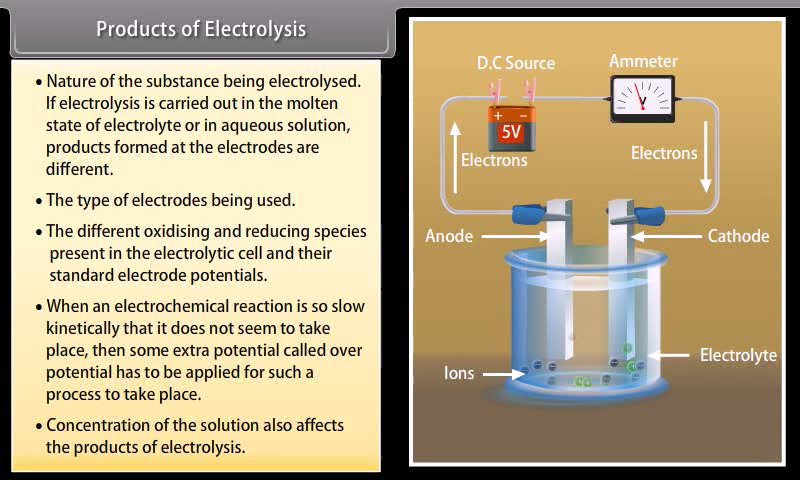 Products of Electrolysis
• Nature of the substance being electrolysed.
If electrolysis is carried out in the molten
state of electrolyte or in aqueous solution,
products formed at the electrodes are
different.
• The type of electrodes being used.
• The different oxidising and reducing species
present in the electrolytic cell and their
standard electrode potentials.
• When an electrochemical reaction is so slow
kinetically that it does not seem to take
place, then some extra potential called over
potential has to be applied for such a
process to take place.
• Concentration of the solution also affects
the products of electrolysis.
D.C Source
Ammeter
+ −
5V
V
Electrons
Electrons
Anode
Cathode
Electrolyte
Ions